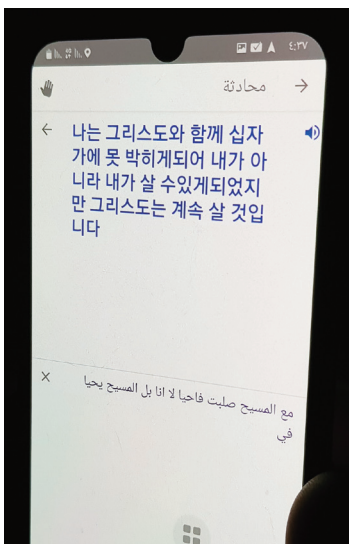 ٤:٣٧
محادثة
나는 그리스도와 함께 십자
가에 못 박히게되어 내가 아
니라 내가 살 수있게되었지
만 그리스도는 계속 살 것입
니다
مع المسيح صلبت فاحيا لا انا بل المسيح يحيا
في